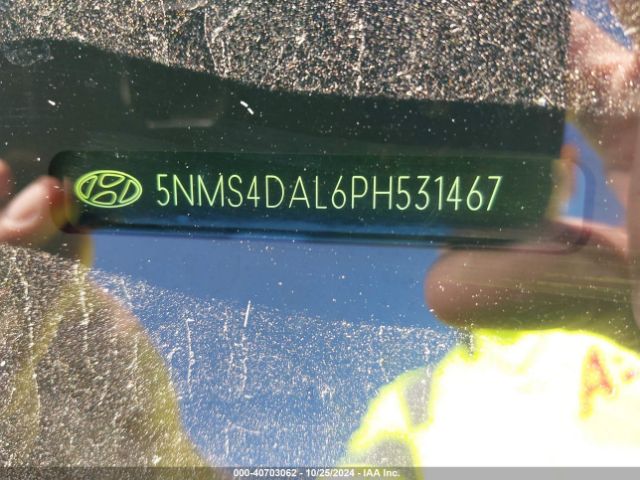 5NMS4DAL6PH531467
000-40703062 - 10/25/2024 - IAA Inc.